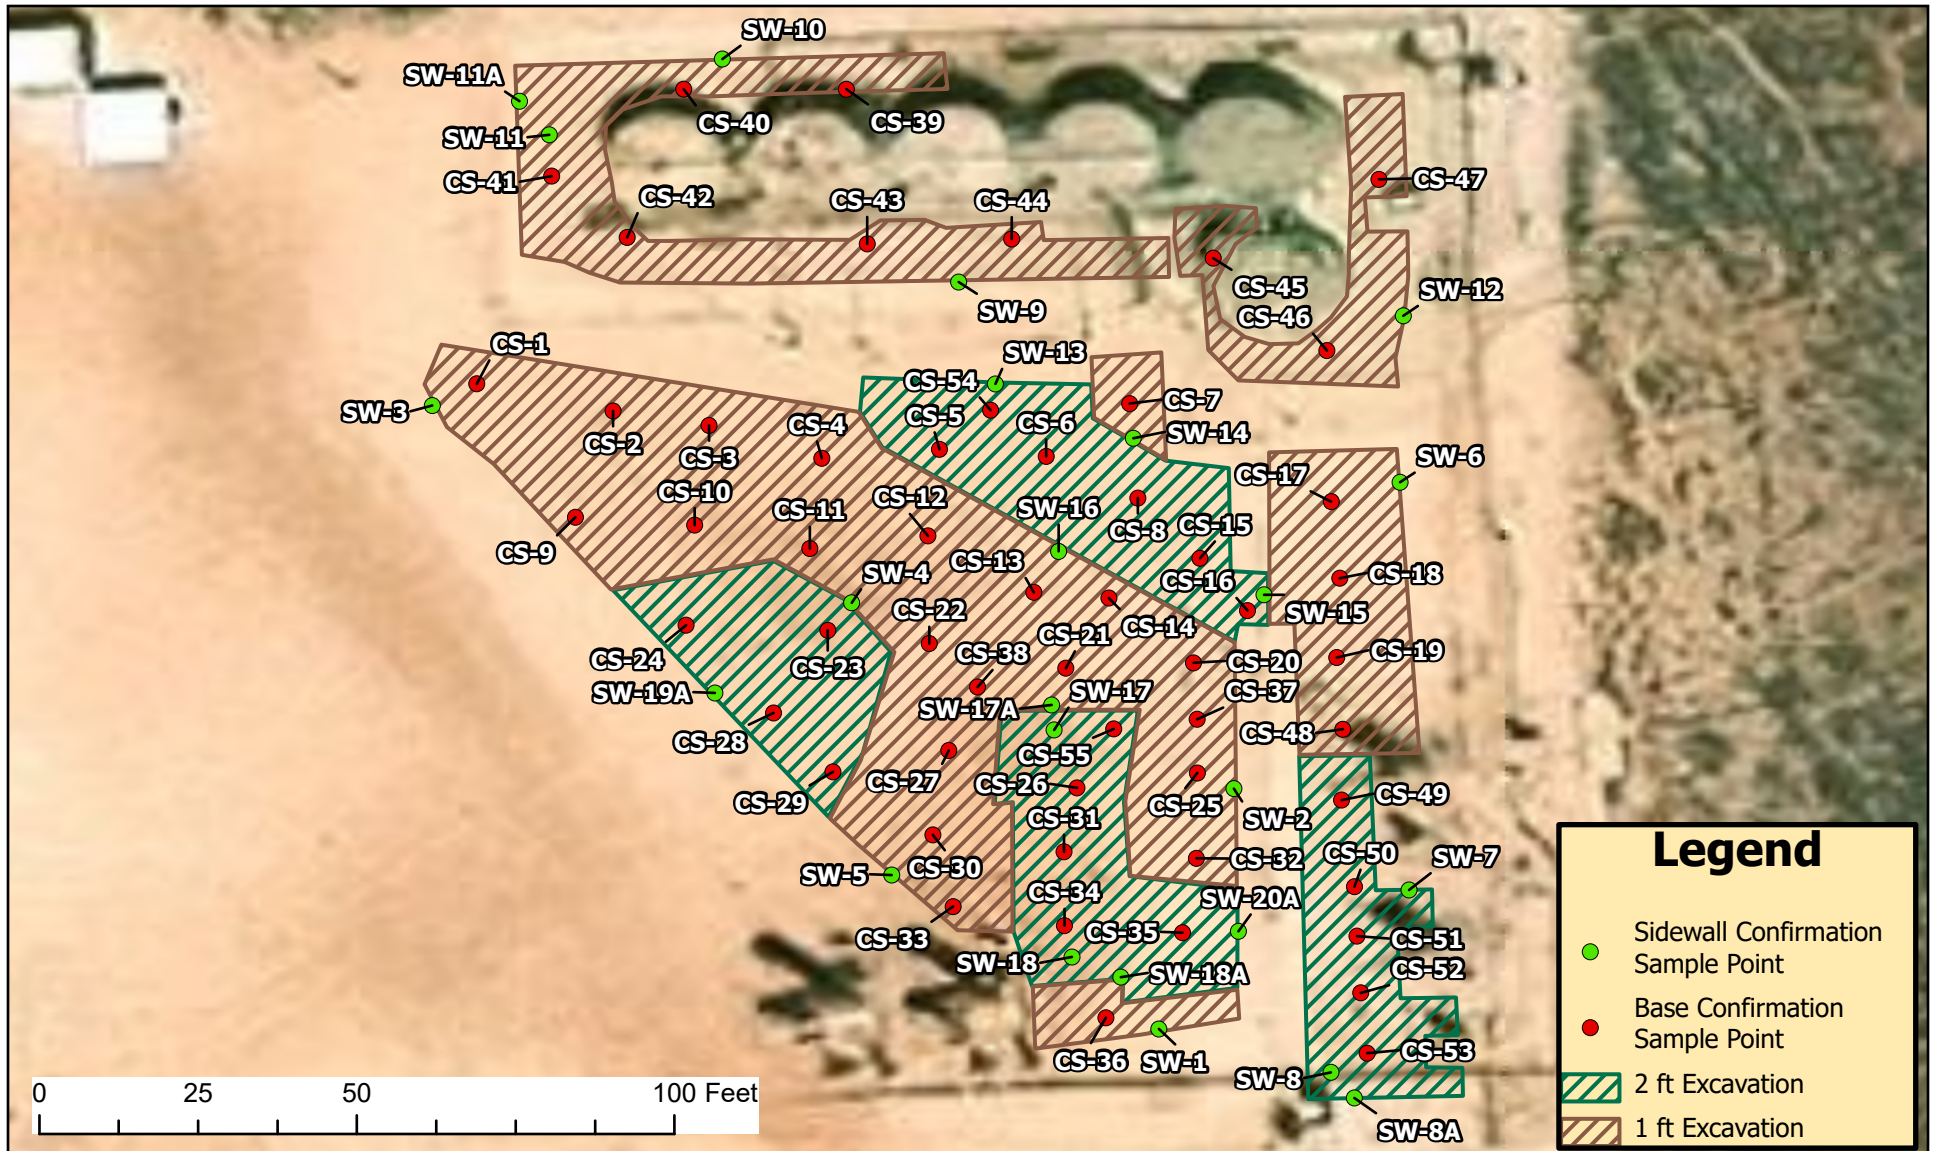 SW-10
SW-11A
SW-11
CS-40
CS-39
CS-41
CS-42
CS-43
CS-44
CS-47
CS-45
CS-46
SW-12
SW-9
CS-1
SW-13
SW-3
CS-54
CS-7
CS-2
CS-3
CS-4
CS-5
CS-6
SW-14
CS-17
SW-6
CS-10
CS-12
SW-16
CS-8
CS-15
CS-9
CS-11
CS-13
SW-4
CS-16
CS-18
CS-22
CS-14
SW-15
CS-24
CS-23
CS-38
CS-21
CS-20
CS-19
SW-19A
SW-17A
SW-17
CS-37
CS-28
CS-55
CS-48
CS-27
CS-26
CS-29
CS-31
CS-25
SW-2
CS-49
SW-5
CS-30
CS-32
CS-50
SW-7
CS-34
SW-20A
CS-33
CS-35
CS-51
SW-18
SW-18A
CS-52
CS-36
SW-1
SW-8
CS-53
SW-8A
0 25 50 100 Feet
Legend
Sidewall Confirmation
Sample Point
Base Confirmation
Sample Point
2 ft Excavation
1 ft Excavation